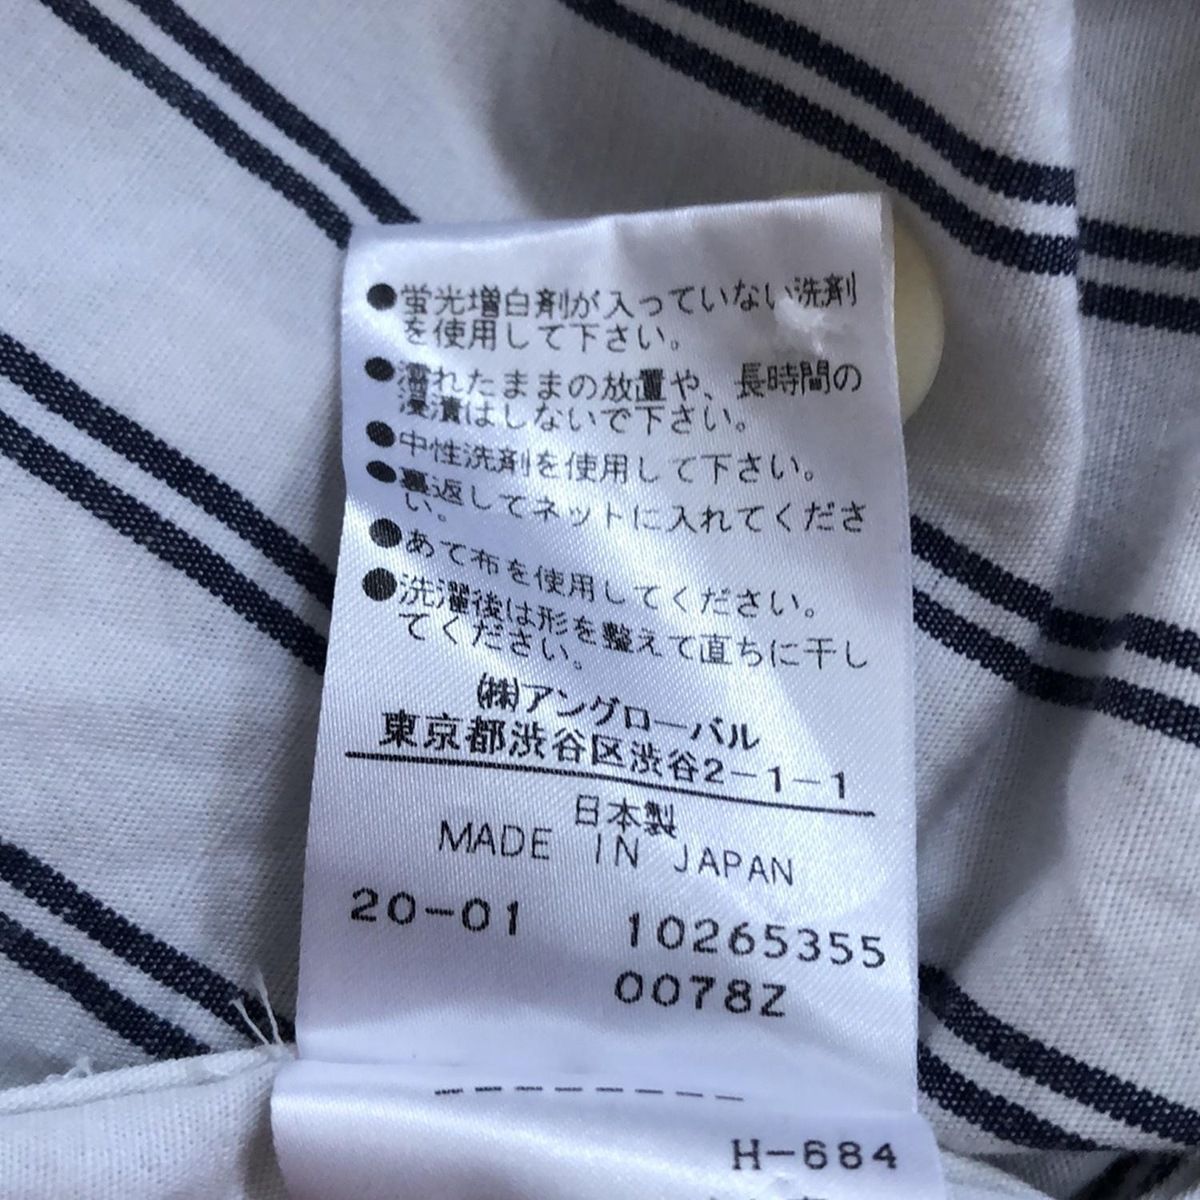 ●蛍光増白剤が入っていない洗剤
を使用して下さい。
●濡れたままの放置や、長時間の
浸漬はしないで下さい。
●中性洗剤を使用して下さい。
●裏返してネットに入れてくださ
い。
●あて布を使用してください。
●洗濯後は形を整えて直ちに干し
てください。
(株)アングローバル
東京都渋谷区渋谷2-1-1
日本製
MADE IN JAPAN
20-01 10265355
0078Z
H-684